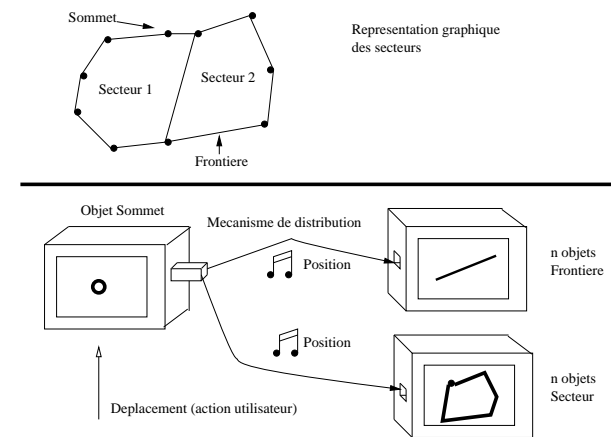 Sommet
Representation graphique
des secteurs
Secteur 1
Secteur 2
Frontiere
Objet Sommet
Mecanisme de distribution
Position
n objets
Frontiere
Position
n objets
Secteur
Deplacement (action utilisateur)